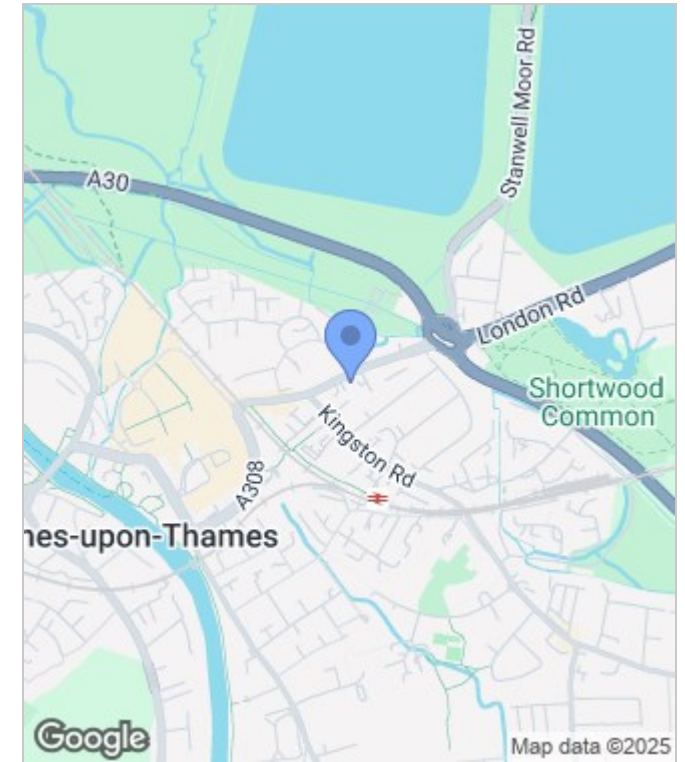 Stanwell Moor Rd
A30
London Rd
Shortwood
Common
Kingston Rd
A308
nes-upon-Thames
Google
Map data ©2025